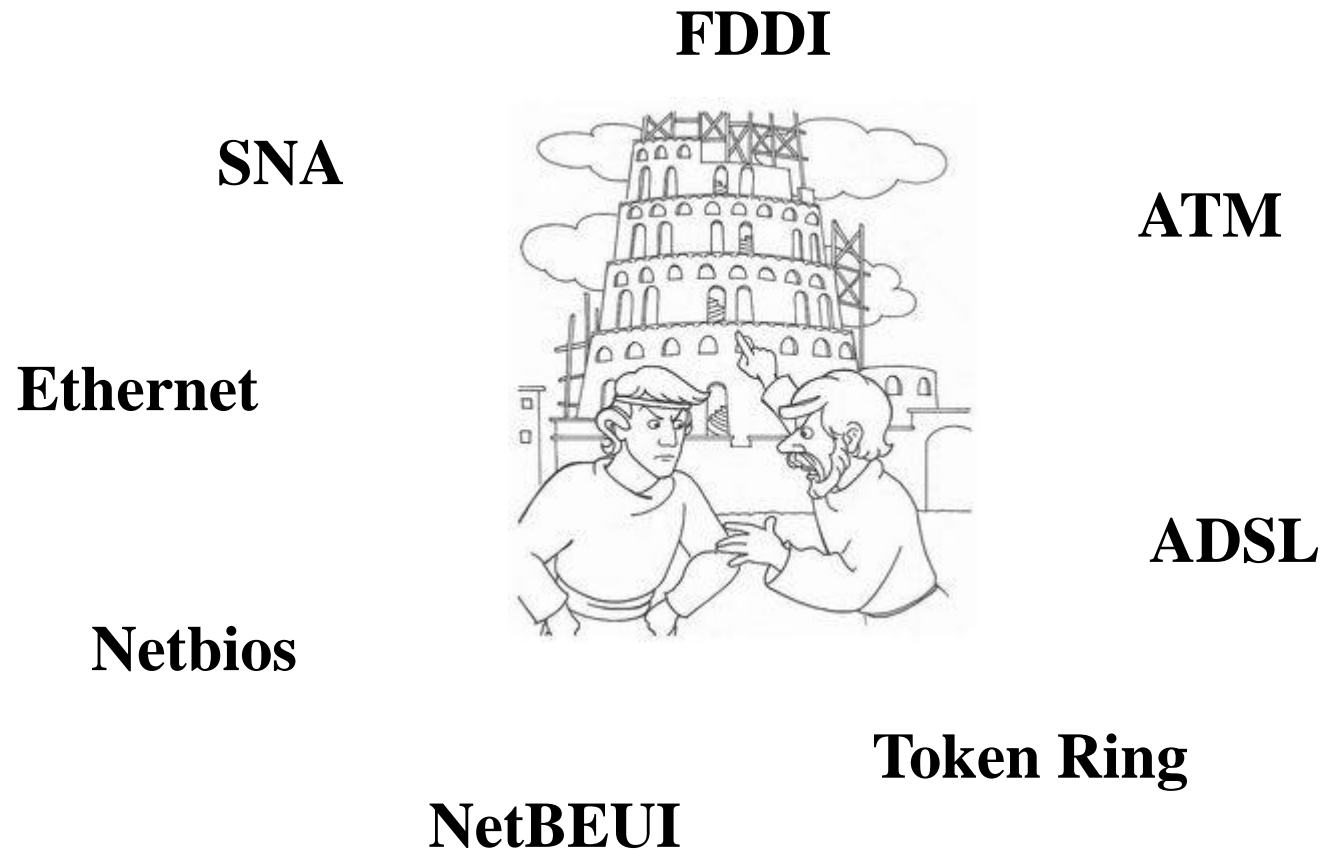 FDDI
SNA
ATM
Ethernet
ADSL
Netbios
Token Ring
NetBEUI